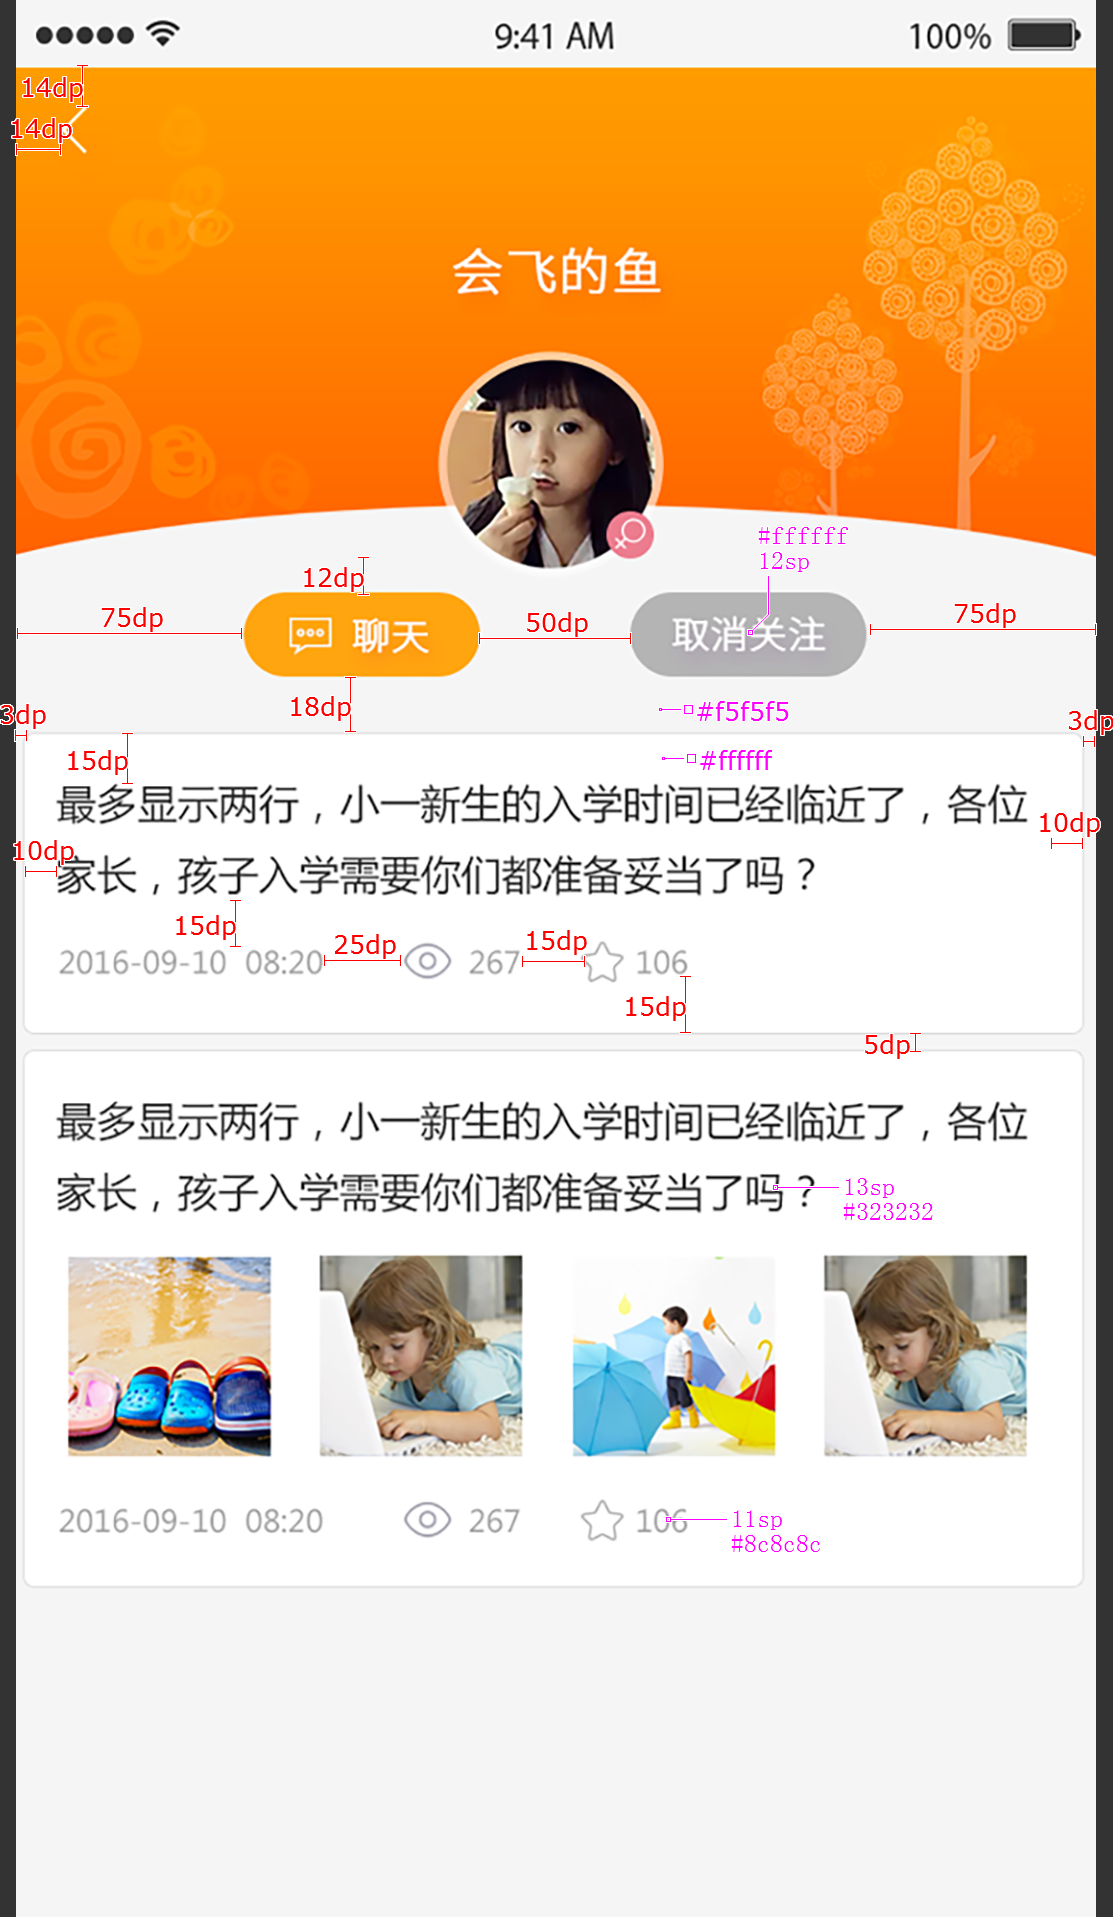 9:41 AM 100%
14dp
14dp
会飞的鱼
#ffffff
12sp
12dp
75dp 50dp 75dp
聊天 取消关注
18dp #f5f5f5
3dp 3dp
15dp #ffffff
最多显示两行，小一新生的入学时间已经临近了，各位
10dp 10dp
家长，孩子入学需要你们都准备妥当了吗？
15dp 25dp 15dp
2016-09-10 08:20 267 106
15dp
5dp
最多显示两行，小一新生的入学时间已经临近了，各位
家长，孩子入学需要你们都准备妥当了吗？
13sp
#323232
2016-09-10 08:20 267 106
11sp
#8c8c8c